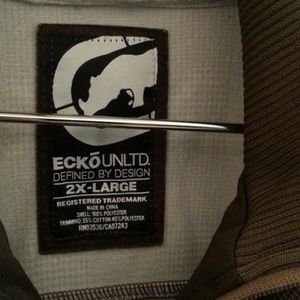 ECKŌ UNLTD.
DEFINED BY DESIGN
2X-LARGE
REGISTERED TRADEMARK
MADE IN CHINA
SHELL: 100% POLYESTER
TRIMMING: 55% COTTON 45% POLYESTER
RN93536/CA07243